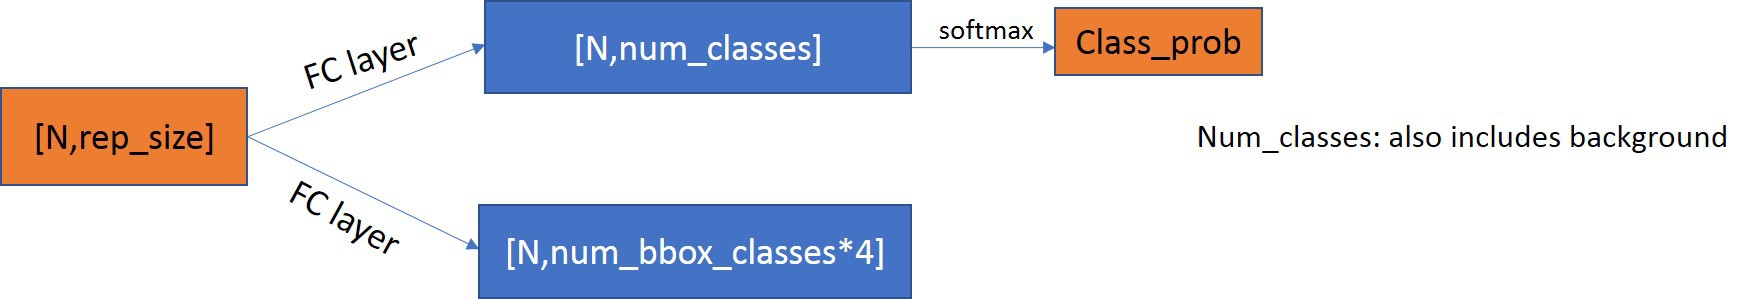 [N,rep_size]
FC layer
[N,num_classes]
softmax
Class_prob
Num_classes: also includes background
FC layer
[N,num_bbox_classes*4]